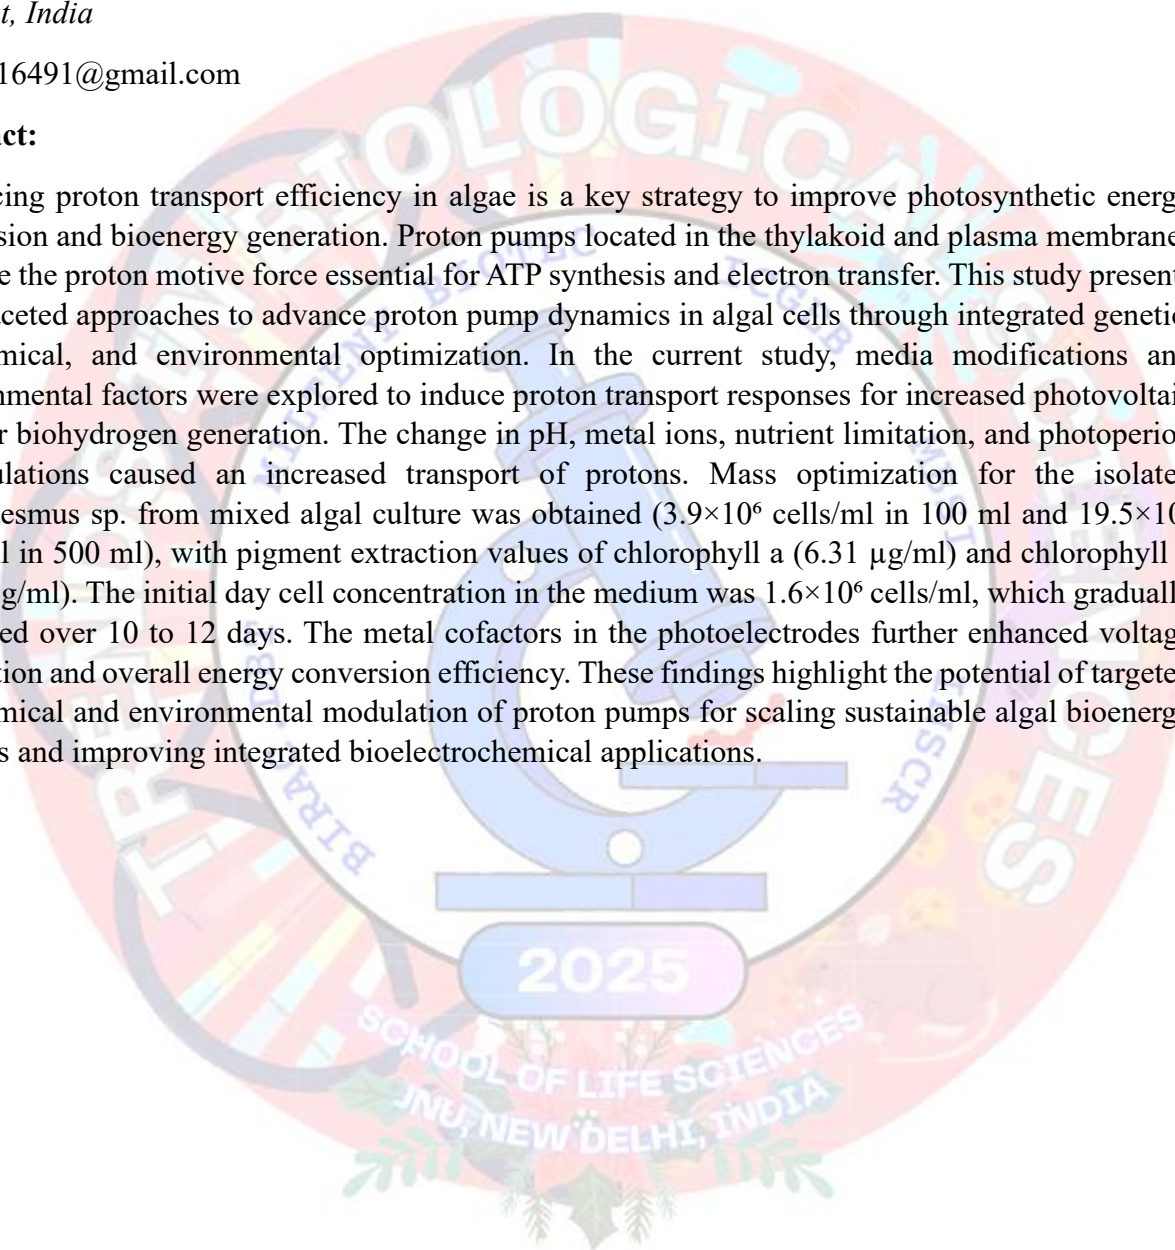 t, India
16491@gmail.com
ct:
cing proton transport efficiency in algae is a key strategy to improve photosynthetic energ
sion and bioenergy generation. Proton pumps located in the thylakoid and plasma membrane
e the proton motive force essential for ATP synthesis and electron transfer. This study present
aceted approaches to advance proton pump dynamics in algal cells through integrated genetic
mical, and environmental optimization. In the current study, media modifications an
nmental factors were explored to induce proton transport responses for increased photovoltai
r biohydrogen generation. The change in pH, metal ions, nutrient limitation, and photoperio
ulations caused an increased transport of protons. Mass optimization for the isolate
esmus sp. from mixed algal culture was obtained (3.9×10⁶ cells/ml in 100 ml and 19.5×10
l in 500 ml), with pigment extraction values of chlorophyll a (6.31 µg/ml) and chlorophyll
g/ml). The initial day cell concentration in the medium was 1.6×10⁶ cells/ml, which graduall
ed over 10 to 12 days. The metal cofactors in the photoelectrodes further enhanced voltag
tion and overall energy conversion efficiency. These findings highlight the potential of targete
mical and environmental modulation of proton pumps for scaling sustainable algal bioenerg
s and improving integrated bioelectrochemical applications.
TRENDS IN BIOLOGICAL SCIENCES
2025
SCHOOL OF LIFE SCIENCES
JNU, NEW DELHI, INDIA